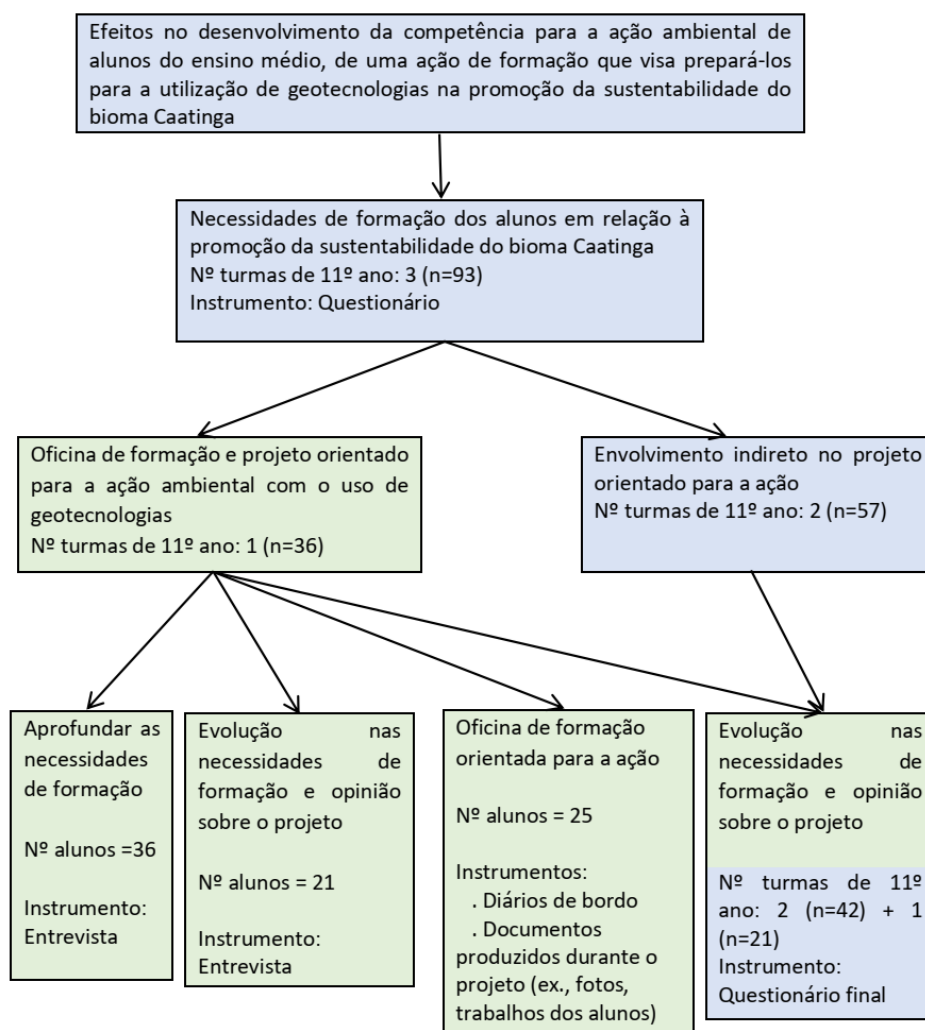 Efeitos no desenvolvimento da competência para a ação ambiental de
alunos do ensino médio, de uma ação de formação que visa prepará-los
para a utilização de geotecnologias na promoção da sustentabilidade do
bioma Caatinga
Necessidades de formação dos alunos em relação à
promoção da sustentabilidade do bioma Caatinga
Nº turmas de 11º ano: 3 (n=93)
Instrumento: Questionário
Oficina de formação e projeto orientado
para a ação ambiental com o uso de
geotecnologias
Nº turmas de 11º ano: 1 (n=36)
Envolvimento indireto no projeto
orientado para a ação
Nº turmas de 11º ano: 2 (n=57)
Aprofundar as
necessidades
de formação
Nº alunos =36
Instrumento:
Entrevista
Evolução nas
necessidades de
formação e opinião
sobre o projeto
Nº alunos = 21
Instrumento:
Entrevista
Oficina de formação
orientada para a ação
Nº alunos = 25
Instrumentos:
. Diários de bordo
. Documentos
produzidos durante o
projeto (ex., fotos,
trabalhos dos alunos)
Evolução nas
necessidades de
formação e opinião
sobre o projeto
Nº turmas de 11º
ano: 2 (n=42) + 1
(n=21)
Instrumento:
Questionário final